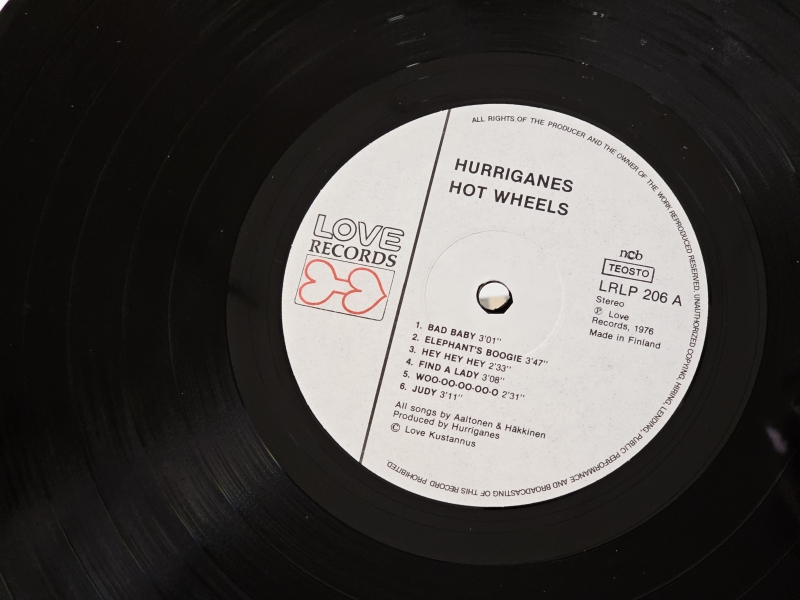 ALL RIGHTS OF THE PRODUCER AND THE OWNER OF THE WORK REPRODUCED RESERVED. UNAUTHORIZED COPYING, HIRING, LENDING, PUBLIC PERFORMANCE AND BROADCASTING OF THIS RECORD PROHIBITED.
HURRIGANES
HOT WHEELS
LOVE
RECORDS
ncb
TEOSTO
LRLP 206 A
Stereo
℗ Love
Records, 1976
Made in Finland
1. BAD BABY 3'01"
2. ELEPHANT'S BOOGIE 3'47"
3. HEY HEY HEY 2'33"
4. FIND A LADY 3'08"
5. WOO-OO-OO-OO-O 2'31"
6. JUDY 3'11"
All songs by Aaltonen & Häkkinen
Produced by Hurriganes
© Love Kustannus